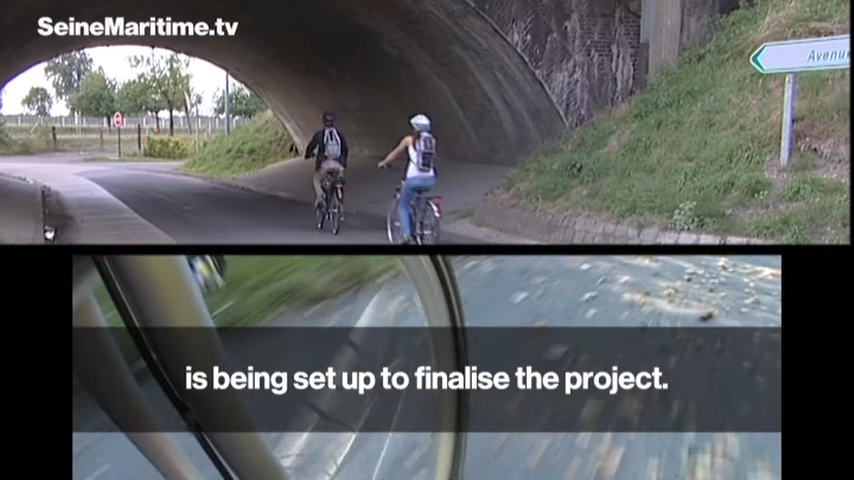 SeineMaritime.tv
Avenue
is being set up to finalise the project.